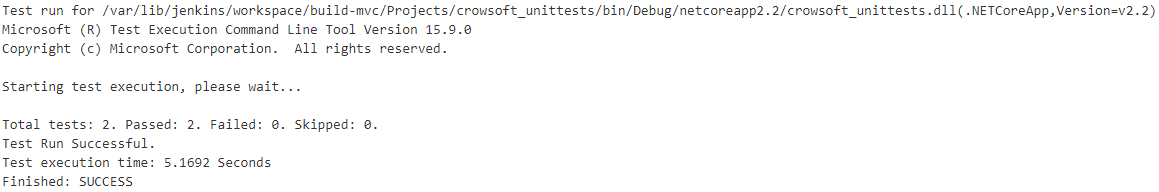 Test run for /var/lib/jenkins/workspace/build-mvc/Projects/crowsoft_unittests/bin/Debug/netcoreapp2.2/crowsoft_unittests.dll(.NETCoreApp,Version=v2.2)
Microsoft (R) Test Execution Command Line Tool Version 15.9.0
Copyright (c) Microsoft Corporation.  All rights reserved.

Starting test execution, please wait...

Total tests: 2. Passed: 2. Failed: 0. Skipped: 0.
Test Run Successful.
Test execution time: 5.1692 Seconds
Finished: SUCCESS